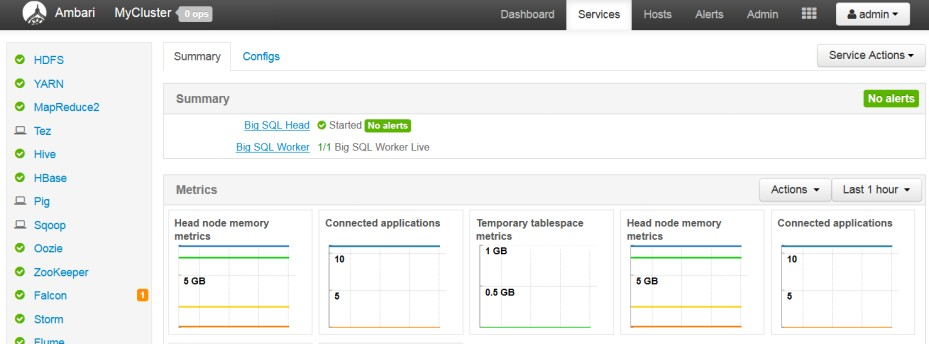 Ambari MyCluster 0 ops Dashboard Services Hosts Alerts Admin admin
HDFS
YARN
MapReduce2
Tez
Hive
HBase
Pig
Sqoop
Oozie
ZooKeeper
Falcon 1
Storm
Flume
Summary Configs Service Actions
Summary No alerts
Big SQL Head Started No alerts
Big SQL Worker 1/1 Big SQL Worker Live
Metrics Actions Last 1 hour
Head node memory
metrics
5 GB
Connected applications
10
5
Temporary tablespace
metrics
1 GB
0.5 GB
Head node memory
metrics
5 GB
Connected applications
10
5